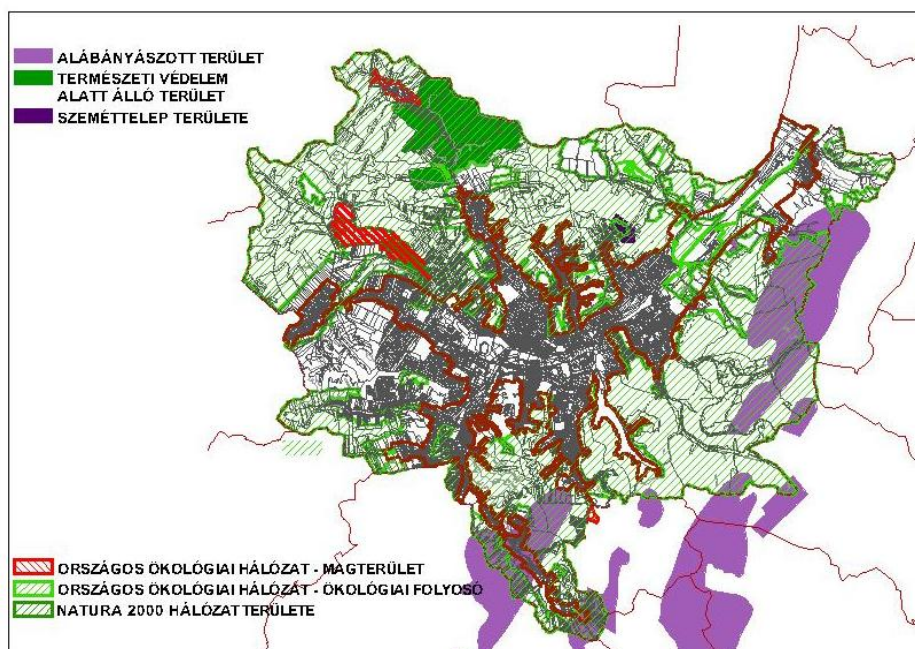 ALÁBÁNYÁSZOTT TERÜLET
TERMÉSZETI VÉDELEM
ALATT ÁLLÓ TERÜLET
SZEMÉTTELEP TERÜLETE
ORSZÁGOS ÖKOLÓGIAI HÁLÓZAT - MAGTERÜLET
ORSZÁGOS ÖKOLÓGIAI HÁLÓZAT - ÖKOLÓGIAI FOLYOSÓ
NATURA 2000 HÁLÓZAT TERÜLETE